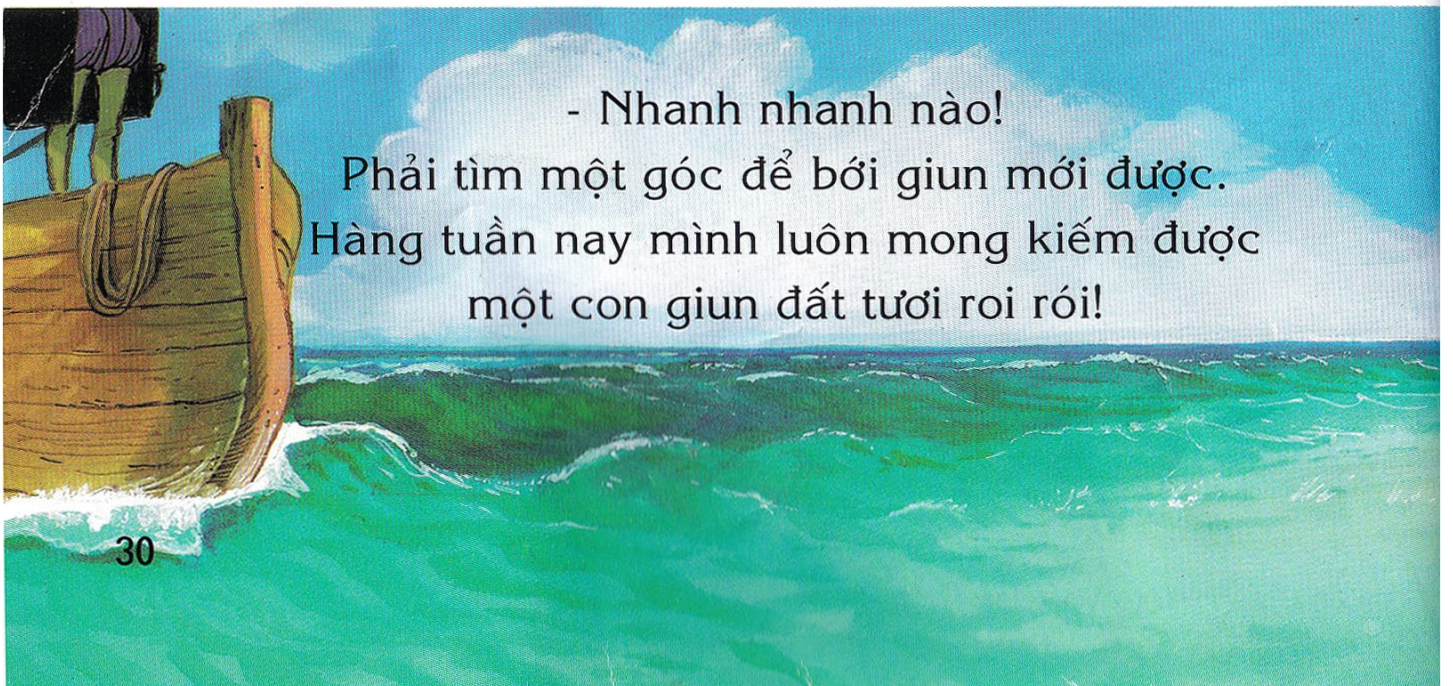 - Nhanh nhanh nào!
Phải tìm một góc để bới giun mới được.
Hàng tuần nay mình luôn mong kiếm được
một con giun đất tươi roi rói!
30